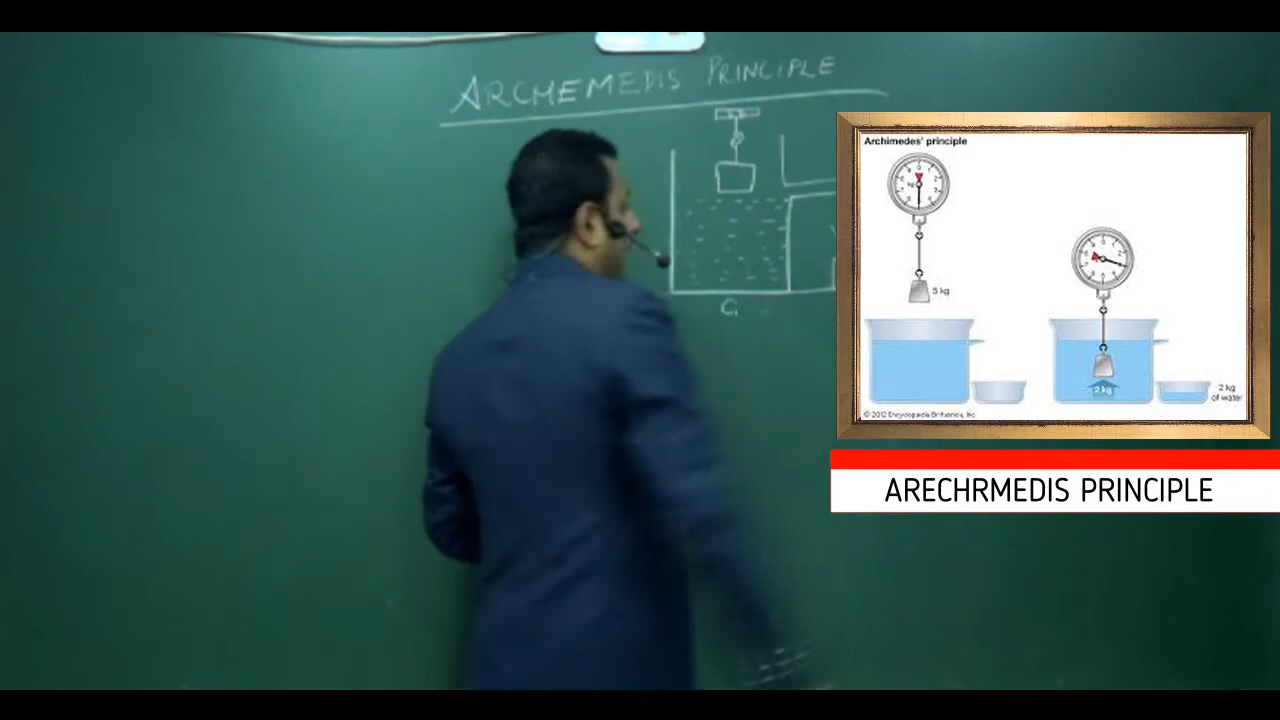 ARCHEMEDIS PRINCIPLE
Archimedes' principle
5 kg
2 kg
2 kg
of water
© 2012 Encyclopædia Britannica, Inc.
ARECHRMEDIS PRINCIPLE